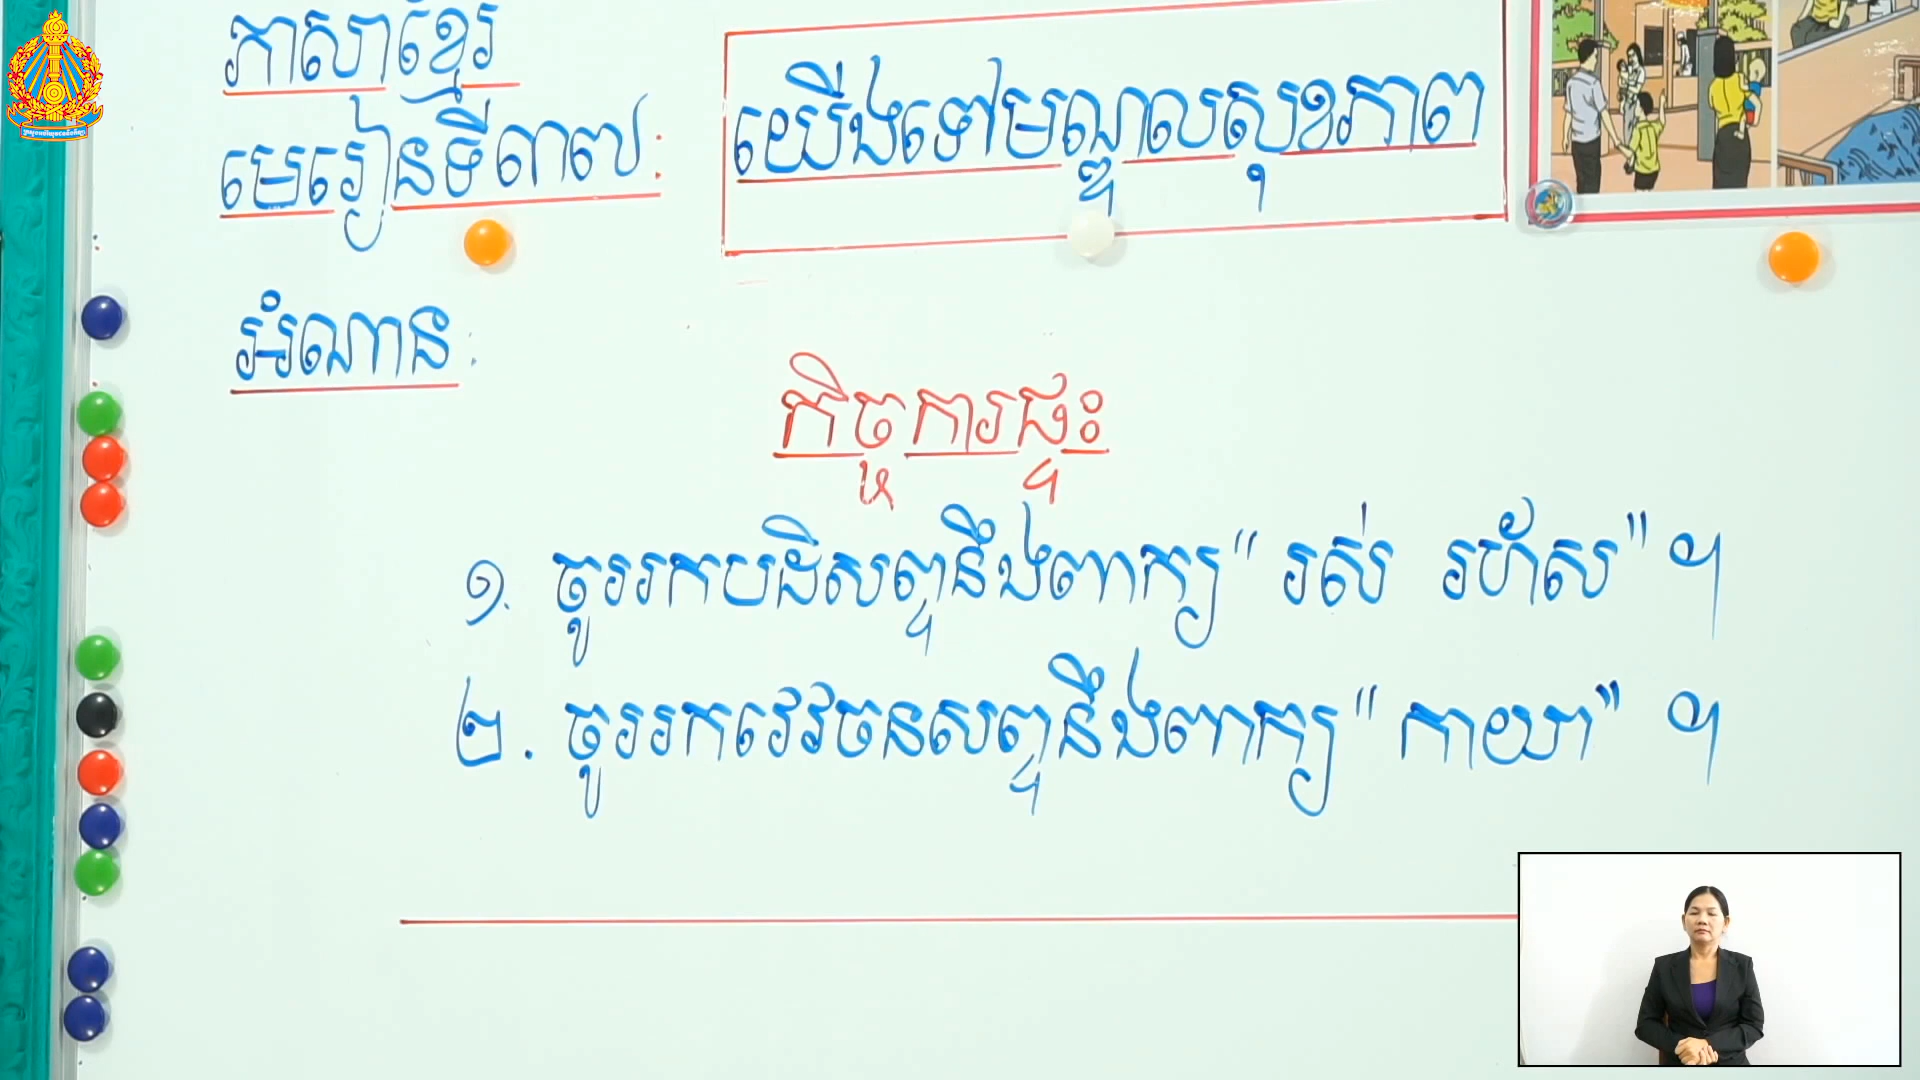 ភាសាខ្មែរ
មេរៀនទី៣៧: យើងទៅមណ្ឌលសុខភាព
អំណាន:
កិច្ចការផ្ទះ
១. ចូររកបដិសព្ទនឹងពាក្យ "រស់ រហ័ស" ។
២. ចូររកវេវចនសព្ទនឹងពាក្យ "កាយា" ។